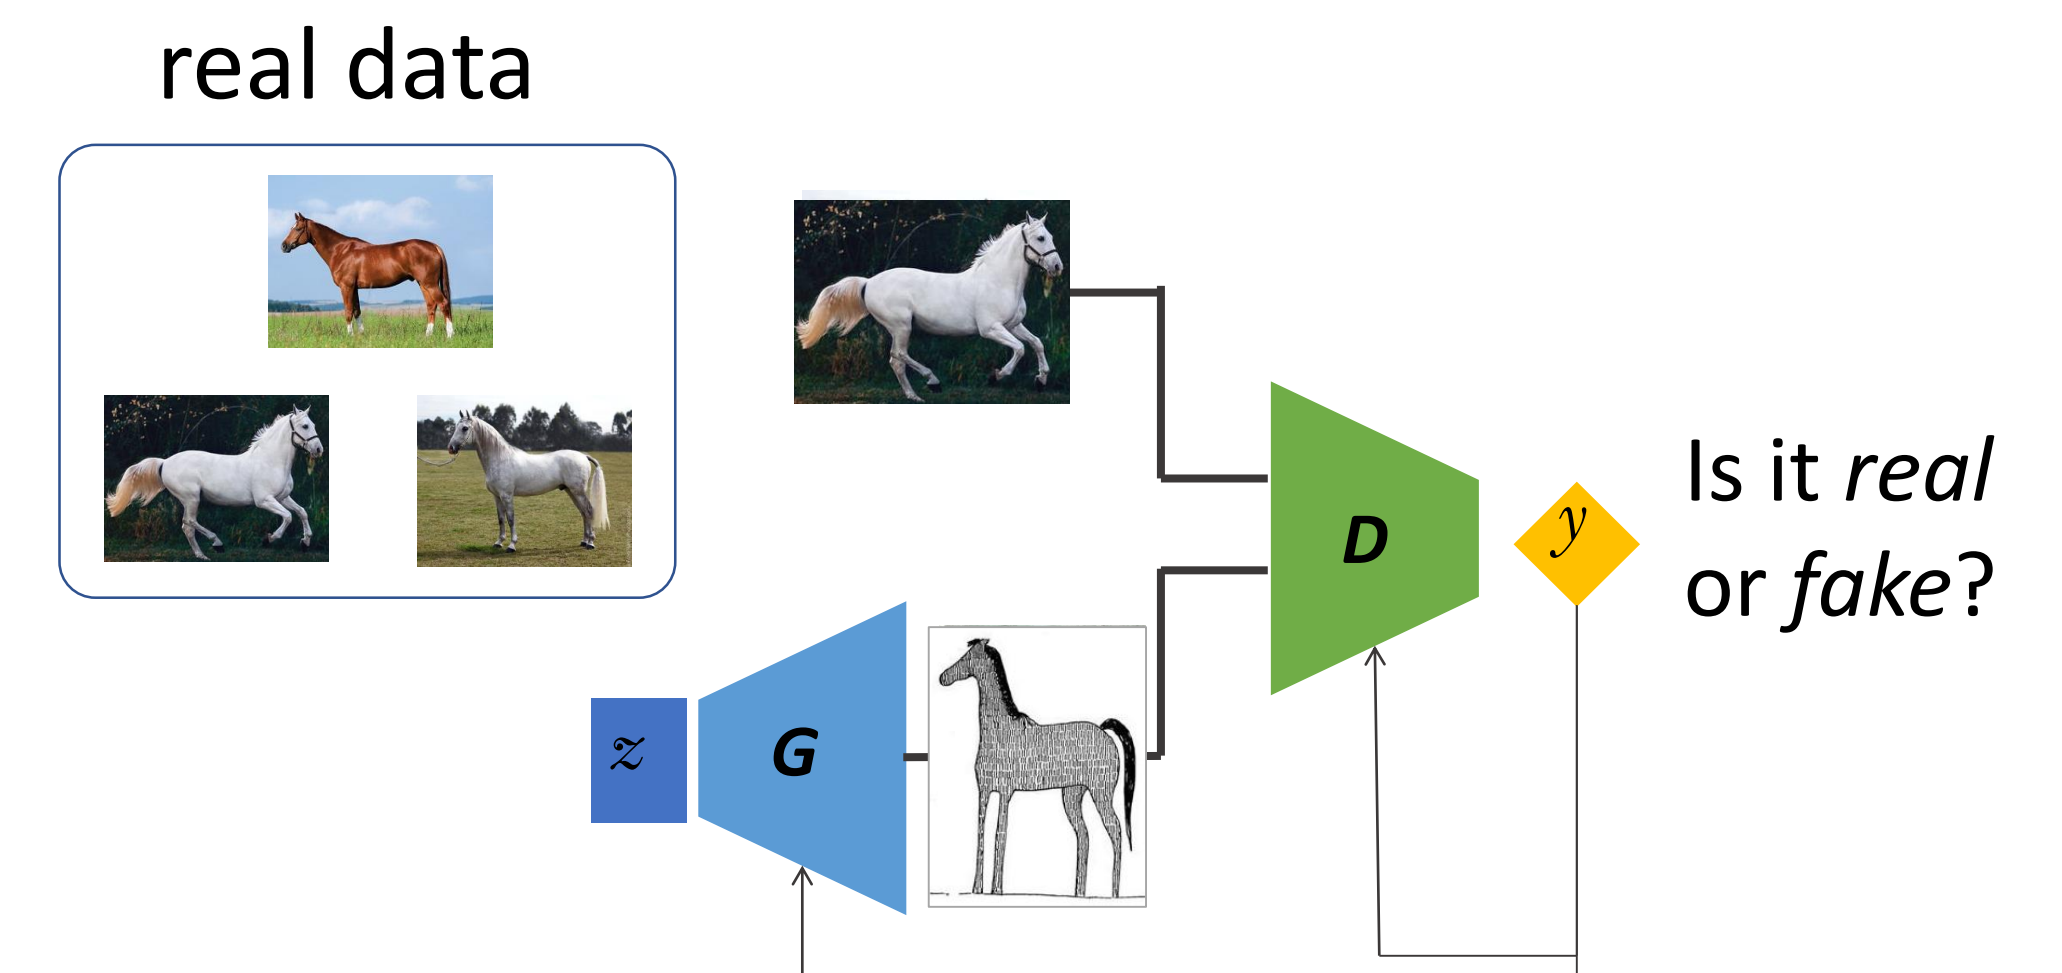 real data
Is it real
or fake?
D
y
z
G